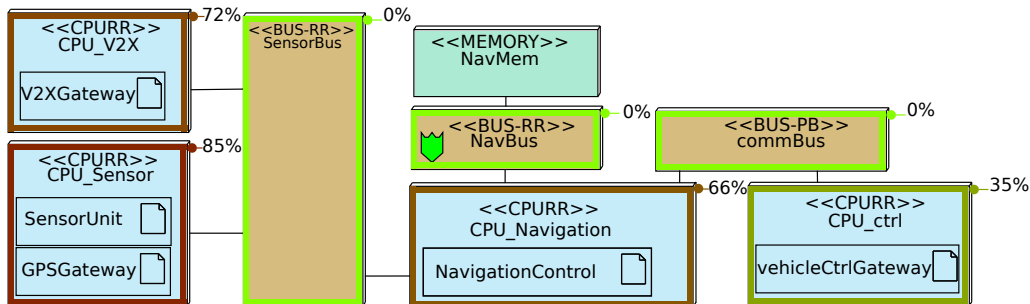 <<CPURR>>
CPU_V2X
72%
V2XGateway
<<CPURR>>
CPU_Sensor
85%
SensorUnit
GPSGateway
<<BUS-RR>>
SensorBus
0%
<<MEMORY>>
NavMem
<<BUS-RR>>
NavBus
0%
<<BUS-PB>>
commBus
0%
<<CPURR>>
CPU_Navigation
66%
NavigationControl
<<CPURR>>
CPU_ctrl
35%
vehicleCtrlGateway